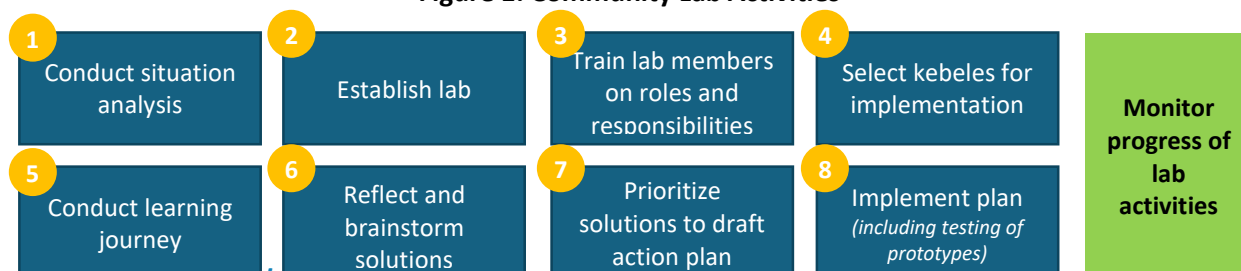 1
Conduct situation
analysis
2
Establish lab
3
Train lab members
on roles and
responsibilities
4
Select kebeles for
implementation
5
Conduct learning
journey
6
Reflect and
brainstorm
solutions
7
Prioritize
solutions to draft
action plan
8
Implement plan
(including testing of
prototypes)
Monitor
progress of
lab
activities